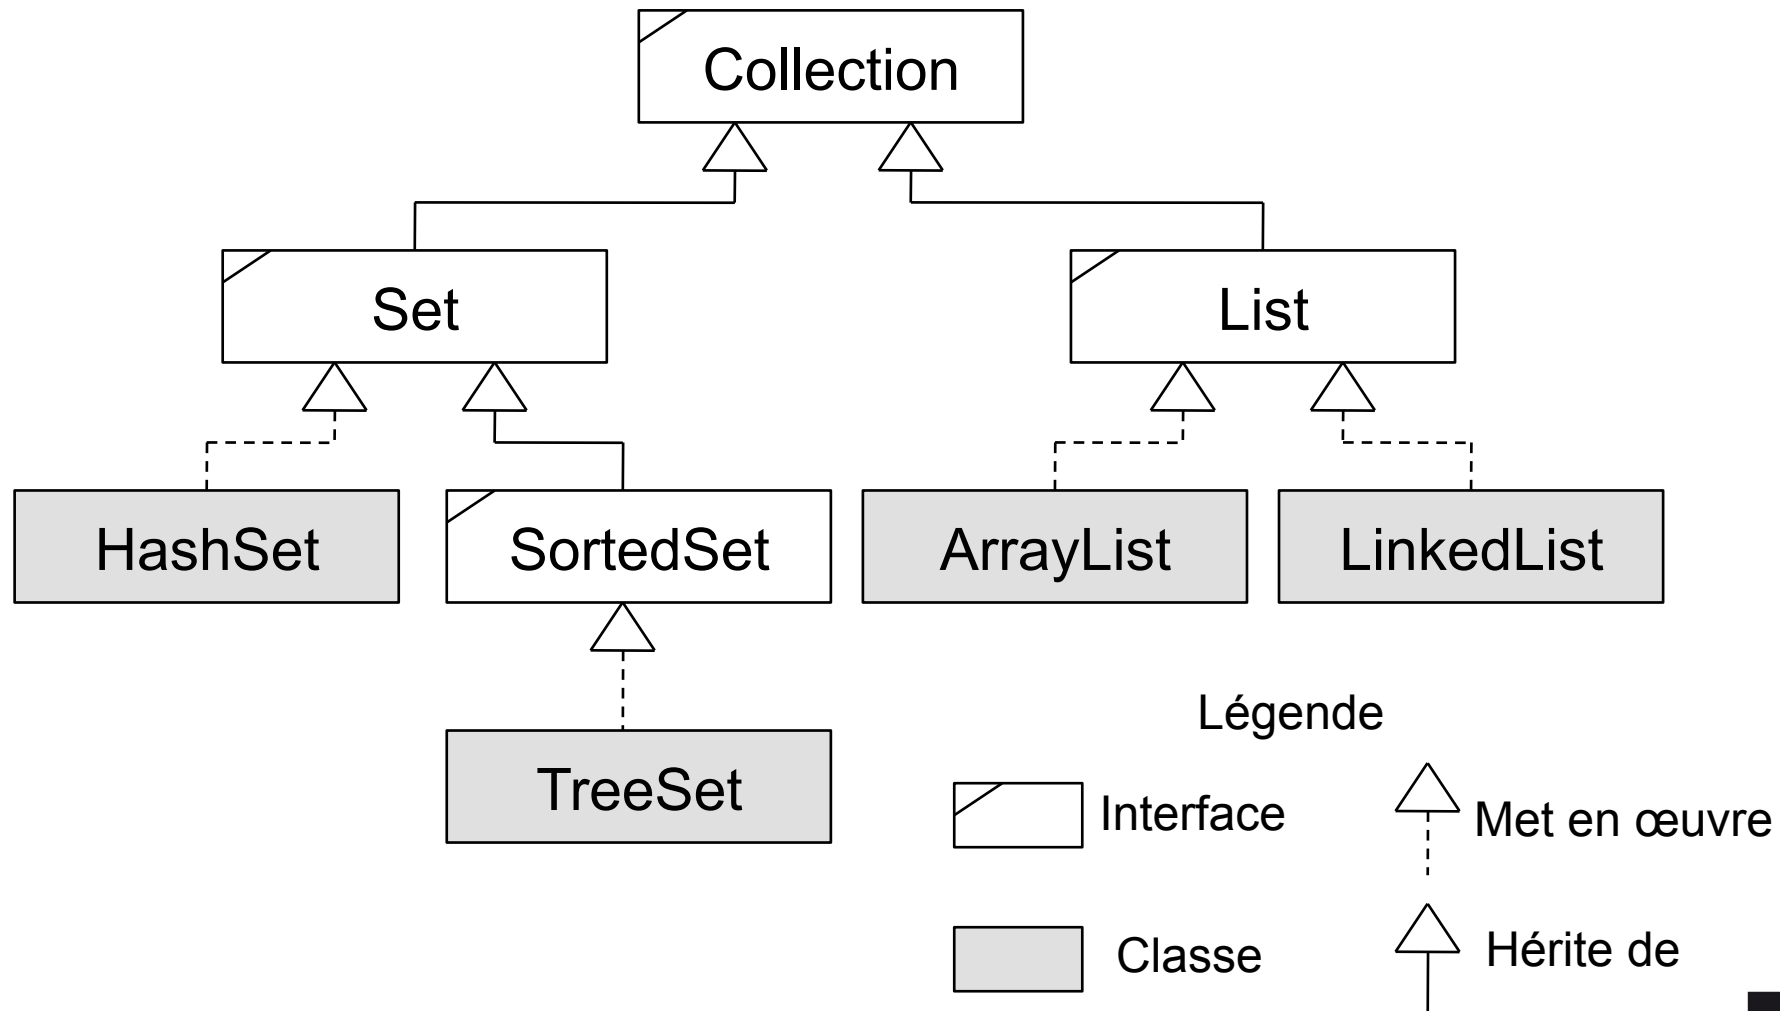 Collection
Set
List
HashSet
SortedSet
ArrayList
LinkedList
TreeSet
Légende
Interface
Met en œuvre
Classe
Hérite de